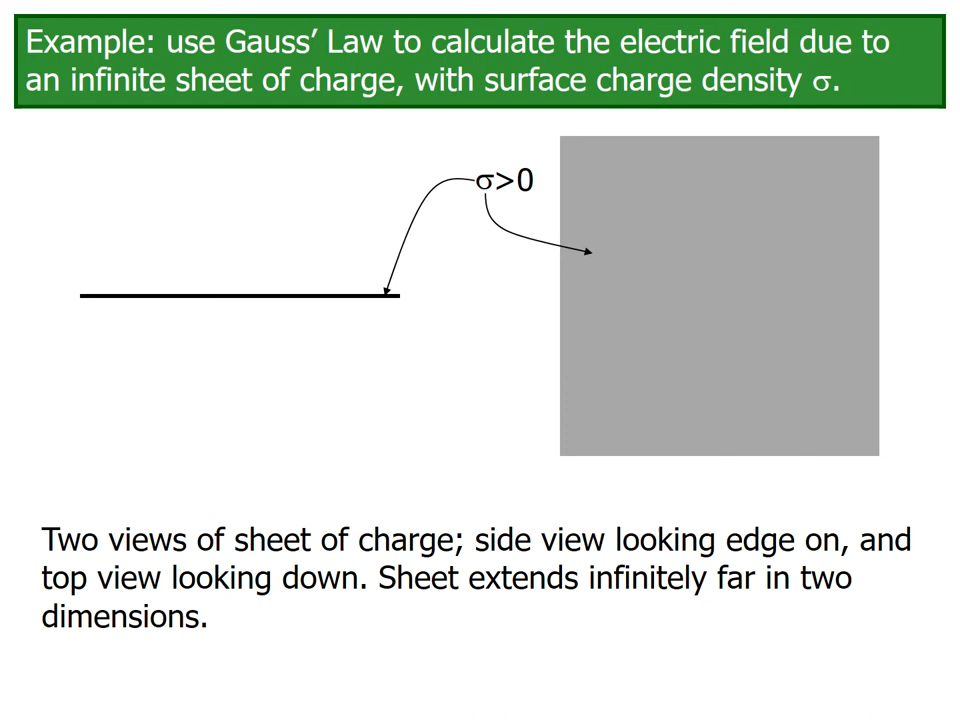 Example: use Gauss’ Law to calculate the electric field due to
an infinite sheet of charge, with surface charge density σ.
σ>0
Two views of sheet of charge; side view looking edge on, and
top view looking down. Sheet extends infinitely far in two
dimensions.